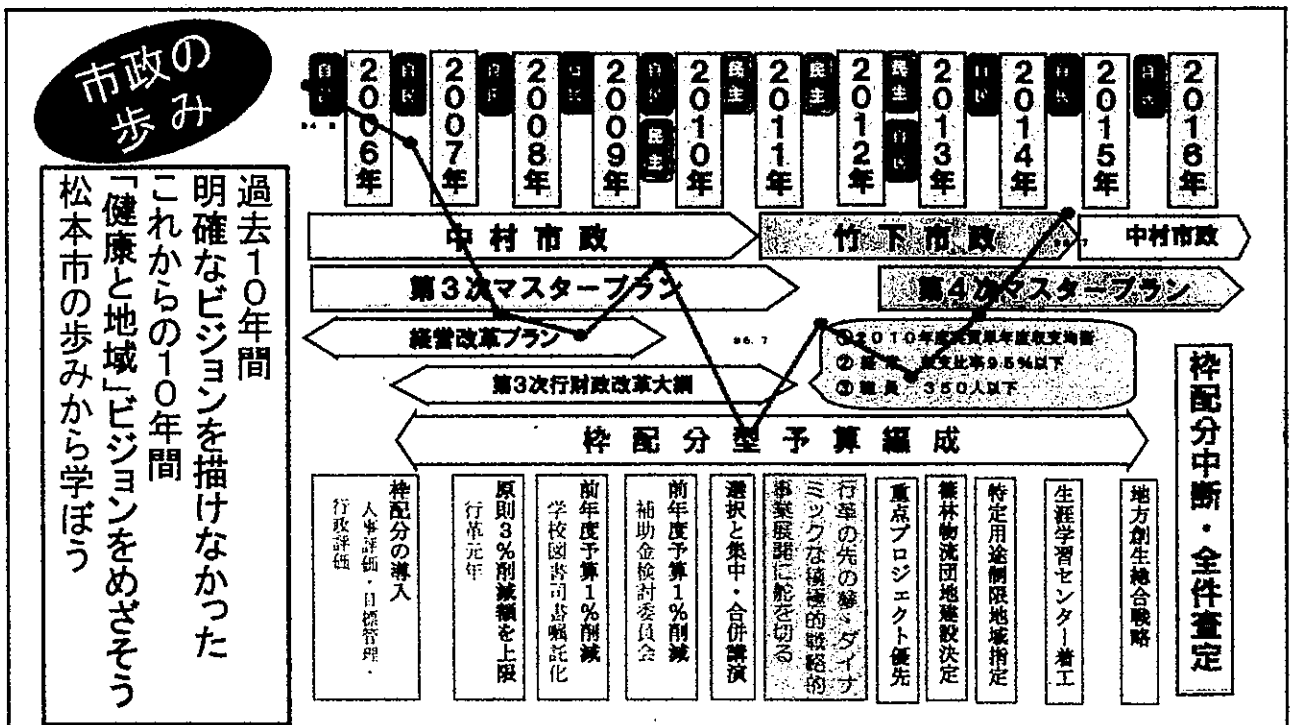 市政の
歩み
過去10年間
明確なビジョンを描けなかった
これからの10年間
「健康と地域」ビジョンをめざそう
松本市の歩みから学ぼう
2006年
2007年
2008年
2009年
民主
2010年
民主
2011年
民主
2012年
民主
2013年
2014年
2015年
2016年
中村市政
竹下市政
中村市政
第3次マスタープラン
第4次マスタープラン
経営改革プラン
96.7
第3次行財政改革大綱
③職員 350人以下
枠配分型予算編成
枠配分の導入
人事評価・目標管理・
行政評価
原則3%削減額を上限
行革元年
前年度予算1%削減
学校図書司書嘱託化
前年度予算1%削減
補助金検討委員会
選択と集中・合併講演
行革の先の夢・ダイナ
ミックな積極的戦略的
事業展開に舵を切る
重点プロジェクト優先
篠林物流団地建設決定
特定用途制限地域指定
生涯学習センター着工
地方創生総合戦略
枠配分中断・全件査定